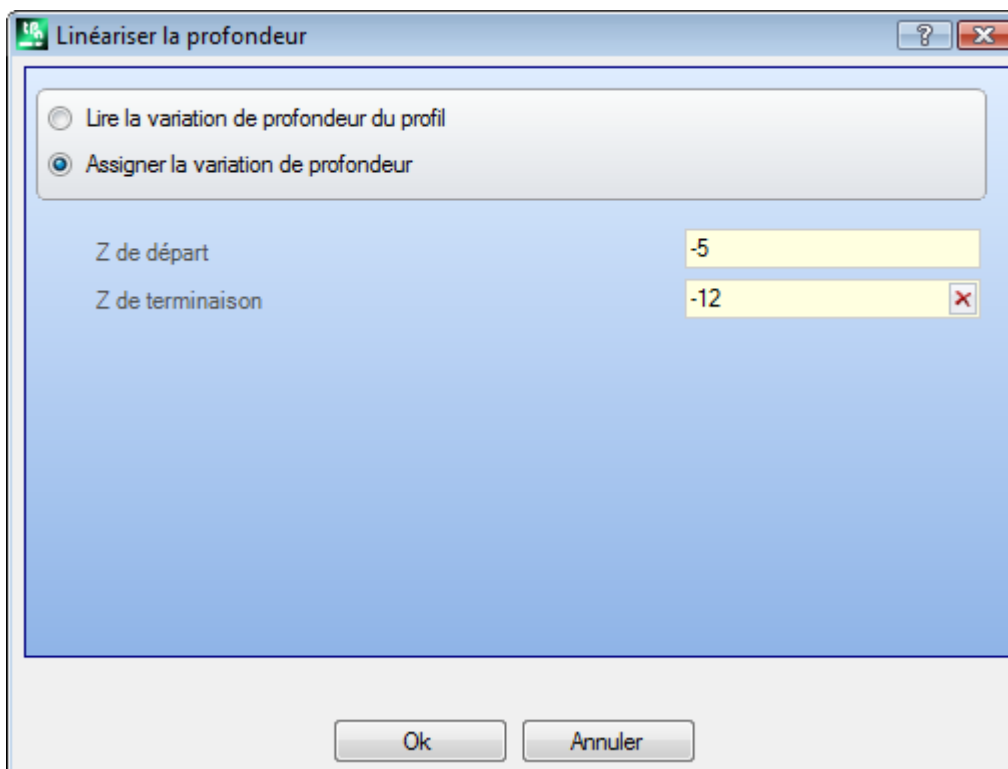 Linéariser la profondeur
Lire la variation de profondeur du profil
Assigner la variation de profondeur
Z de départ -5
Z de terminaison -12
Ok Annuler